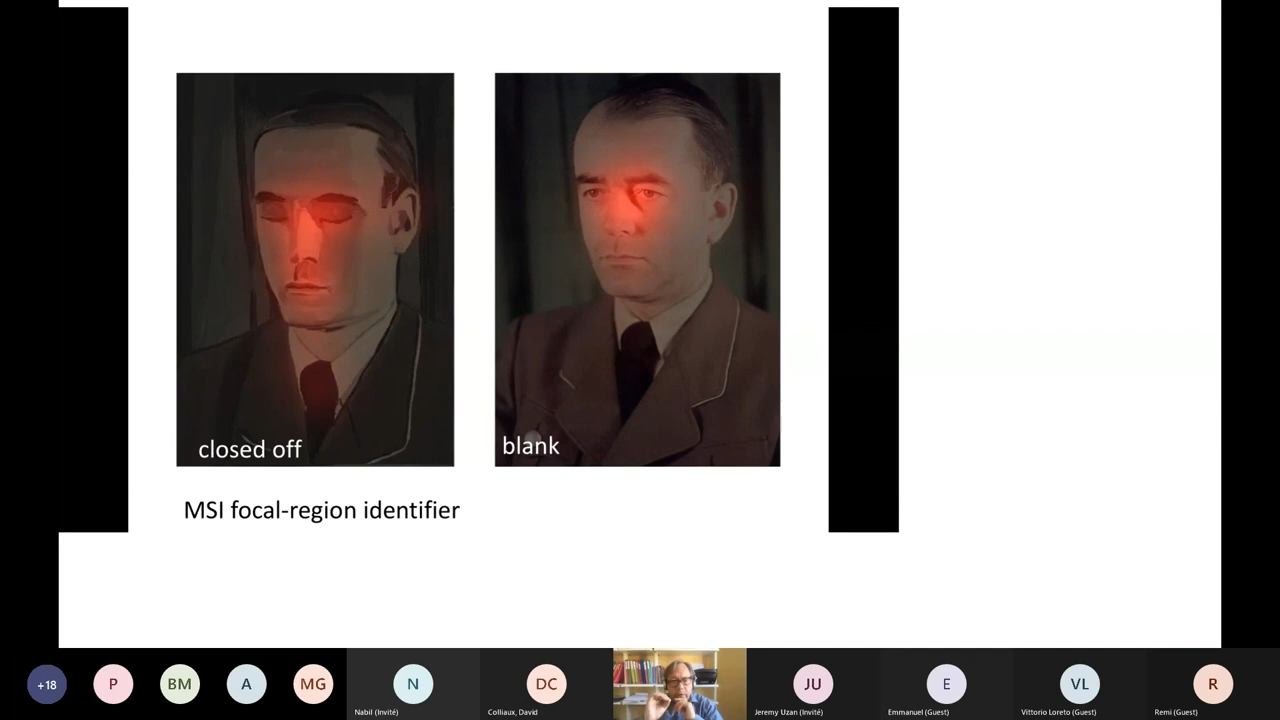 closed off
blank
MSI focal-region identifier
+18
P
BM
A
MG
N
DC
JU
E
VL
R
Nabil (Invité)
Colliaux, David
Jeremy Uzan (Invité)
Emmanuel (Guest)
Vittorio Loreto (Guest)
Remi (Guest)